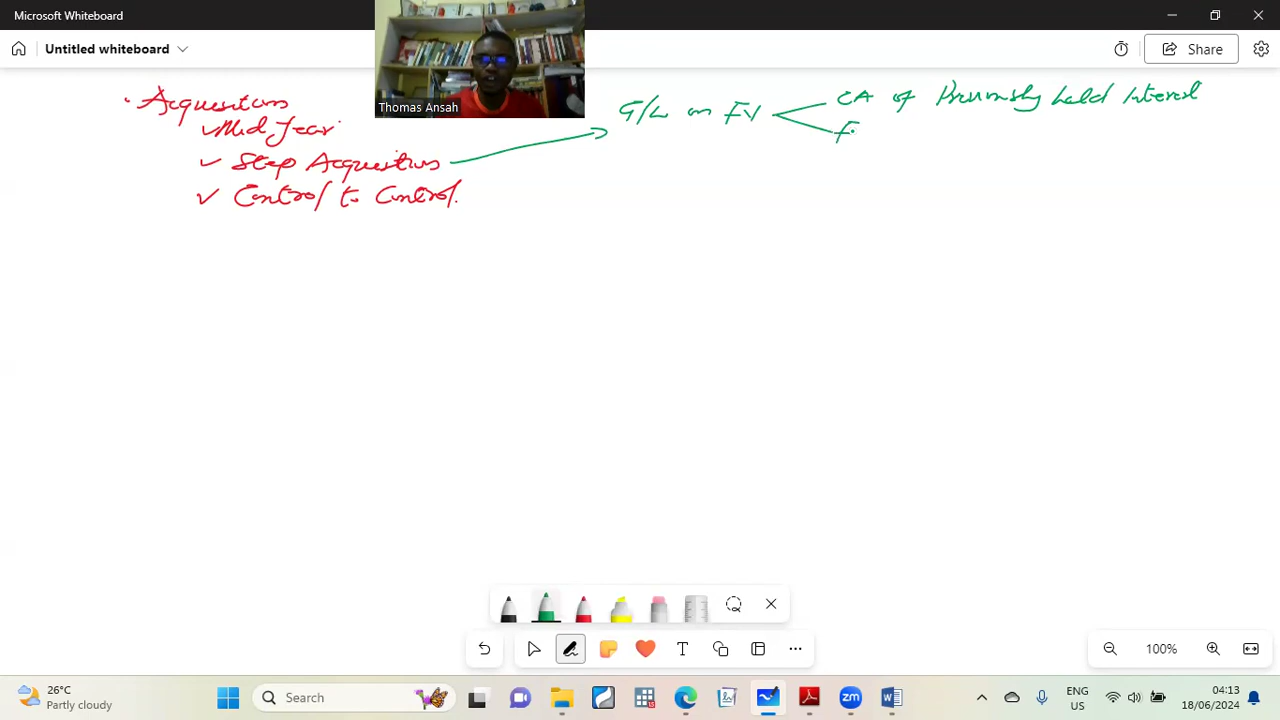 Microsoft Whiteboard
Untitled whiteboard
Share
Thomas Ansah
• Acquisitions
✓ Mid Year
✓ Step Acquisitions
✓ Control to Control.
G/L on FV
CA of Previously held Interest
F
100%
26°C
Partly cloudy
Search
ENG
US
04:13
18/06/2024